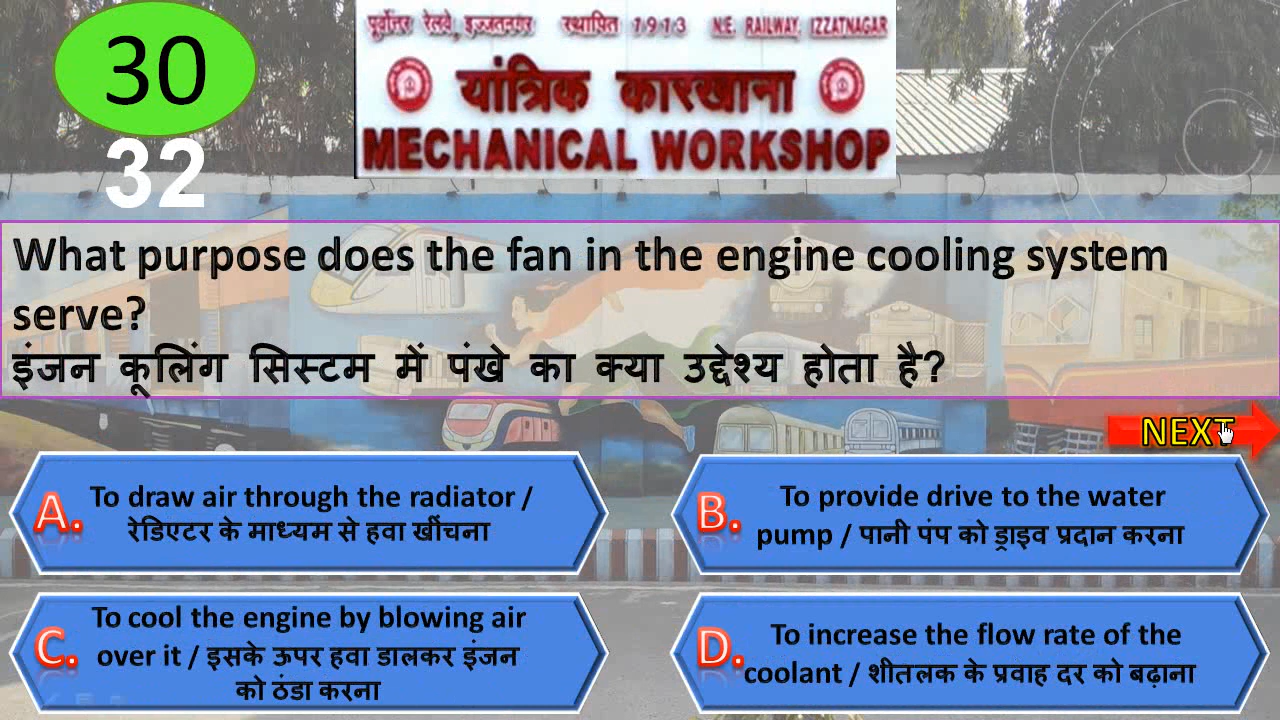 30
32
पूर्वोत्तर रेलवे, इज्जतनगर स्थापित 1913 N.E. RAILWAY, IZZATNAGAR
यांत्रिक कारखाना
MECHANICAL WORKSHOP
What purpose does the fan in the engine cooling system
serve?
इंजन कूलिंग सिस्टम में पंखे का क्या उद्देश्य होता है?
NEXT
A. To draw air through the radiator /
रेडिएटर के माध्यम से हवा खींचना
B. To provide drive to the water
pump / पानी पंप को ड्राइव प्रदान करना
C. To cool the engine by blowing air
over it / इसके ऊपर हवा डालकर इंजन
को ठंडा करना
D. To increase the flow rate of the
coolant / शीतलक के प्रवाह दर को बढ़ाना